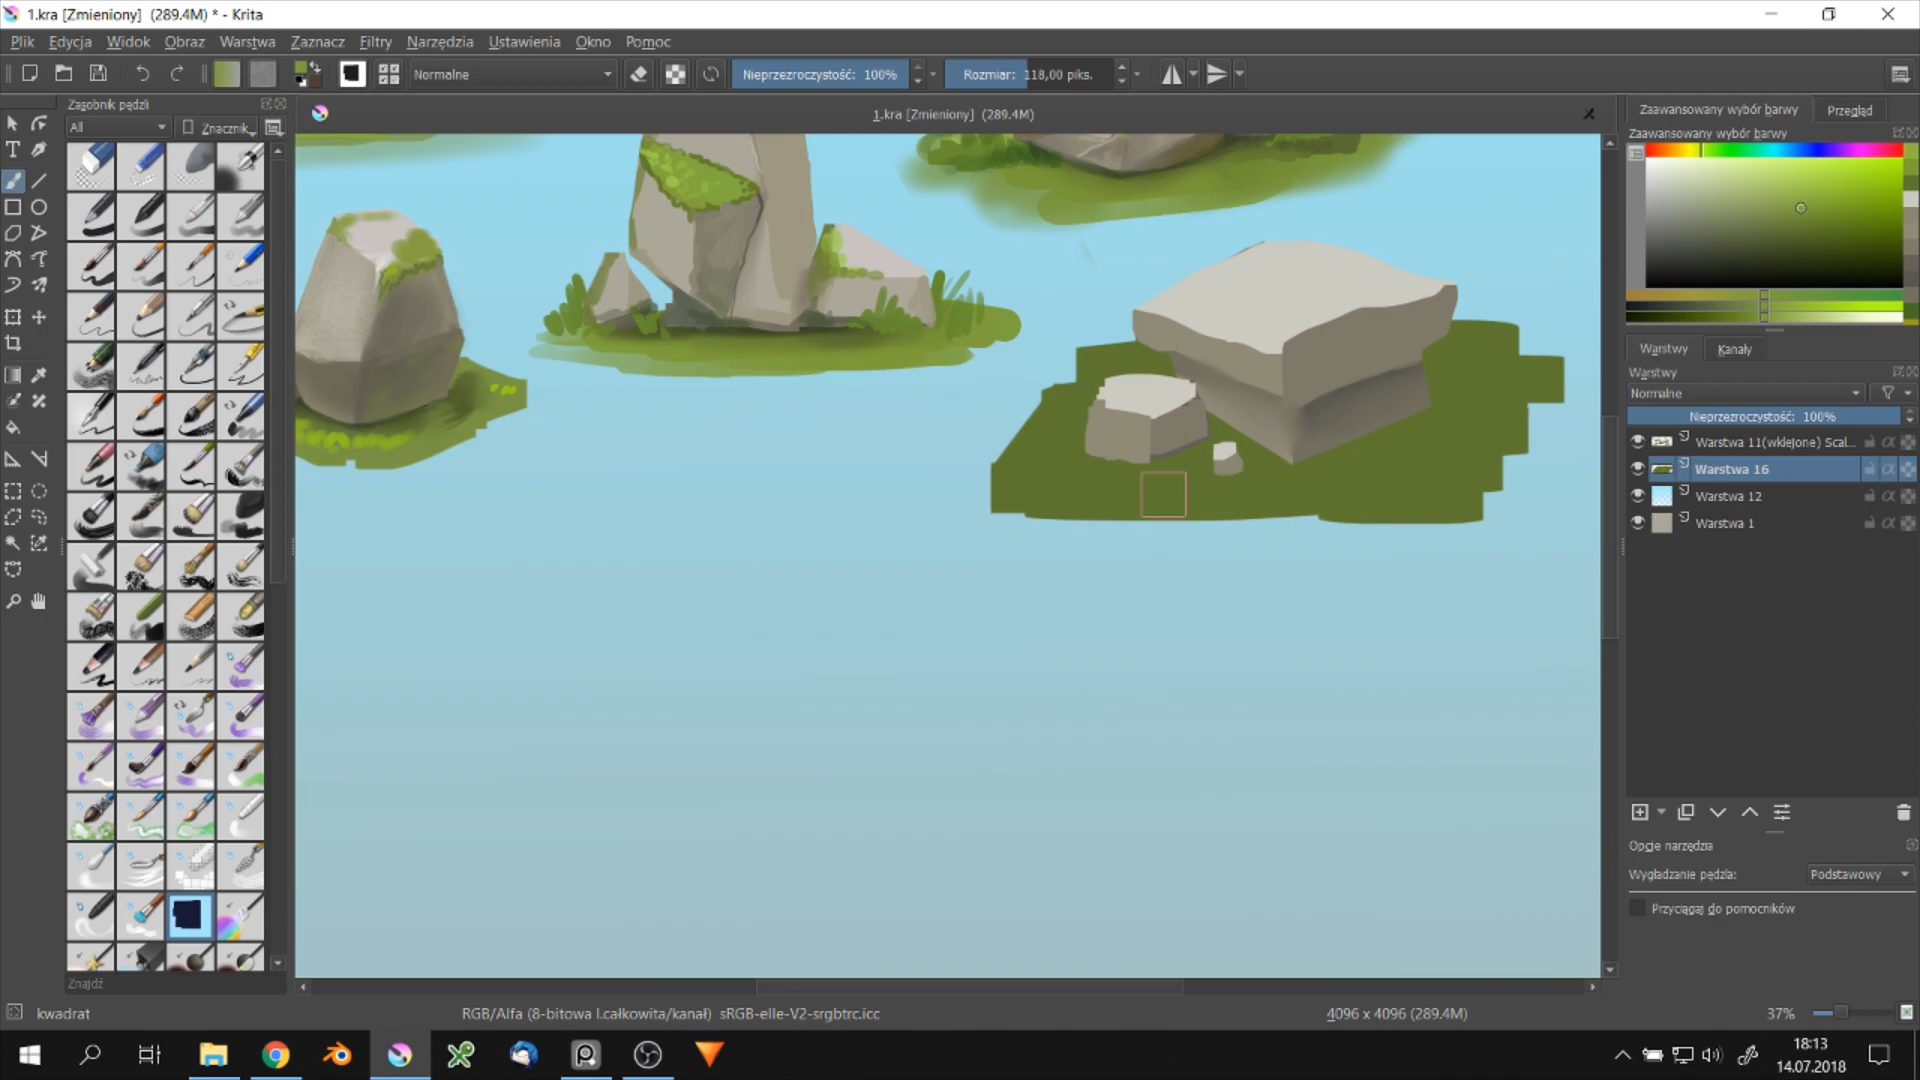 1.kra [Zmieniony]  (289.4M) * - Krita
Plik Edycja Widok Obraz Warstwa Zaznacz Filtry Narzędzia Ustawienia Okno Pomoc
Normalne Nieprzezroczystość: 100% Rozmiar: 118,00 piks.
Zasobnik pędzli
All Znacznik
1.kra [Zmieniony]  (289.4M)
Zaawansowany wybór barwy Przegląd
Zaawansowany wybór barwy
Warstwy Kanały
Warstwy
Normalne
Nieprzezroczystość: 100%
Warstwa 11(wklejone) Scal...
Warstwa 16
Warstwa 12
Warstwa 1
Opcje narzędzia
Wygładzanie pędzla: Podstawowy
Przyciągaj do pomocników
Znajdź
kwadrat RGB/Alfa (8-bitowa l.całkowita/kanał)  sRGB-elle-V2-srgbtrc.icc 4096 x 4096 (289.4M) 37%
18:13
14.07.2018